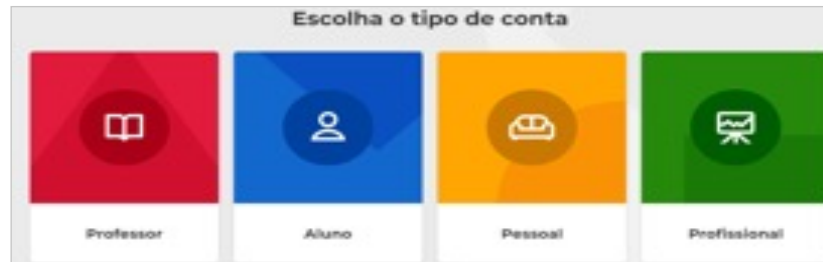 Escolha o tipo de conta
Professor
Aluno
Pessoal
Profissional